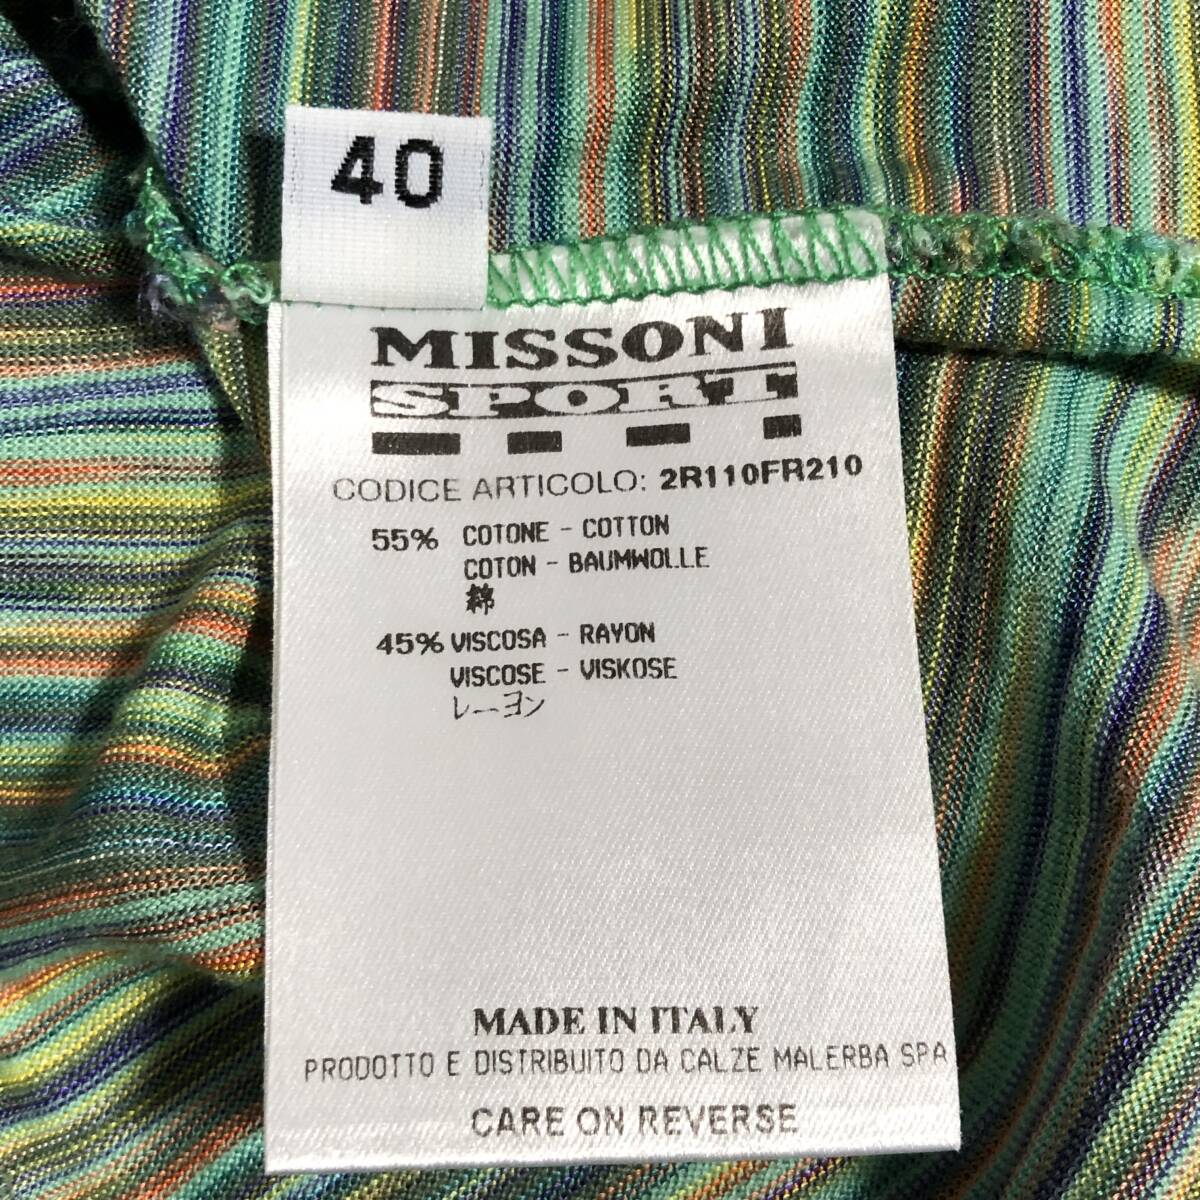 40
MISSONI
SPORT
CODICE ARTICOLO: 2R110FR210
55% COTONE - COTTON
COTON - BAUMWOLLE
綿
45% VISCOSA - RAYON
VISCOSE - VISKOSE
レーヨン
MADE IN ITALY
PRODOTTO E DISTRIBUITO DA CALZE MALERBA SPA
CARE ON REVERSE